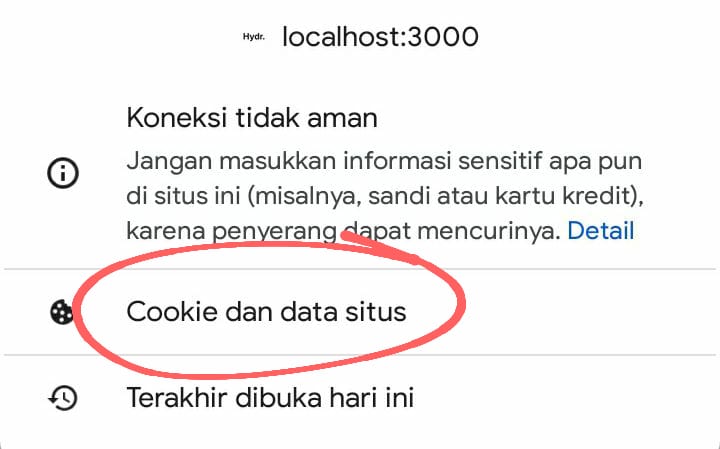 Hydr. localhost:3000
Koneksi tidak aman
Jangan masukkan informasi sensitif apa pun
di situs ini (misalnya, sandi atau kartu kredit),
karena penyerang dapat mencurinya. Detail
Cookie dan data situs
Terakhir dibuka hari ini